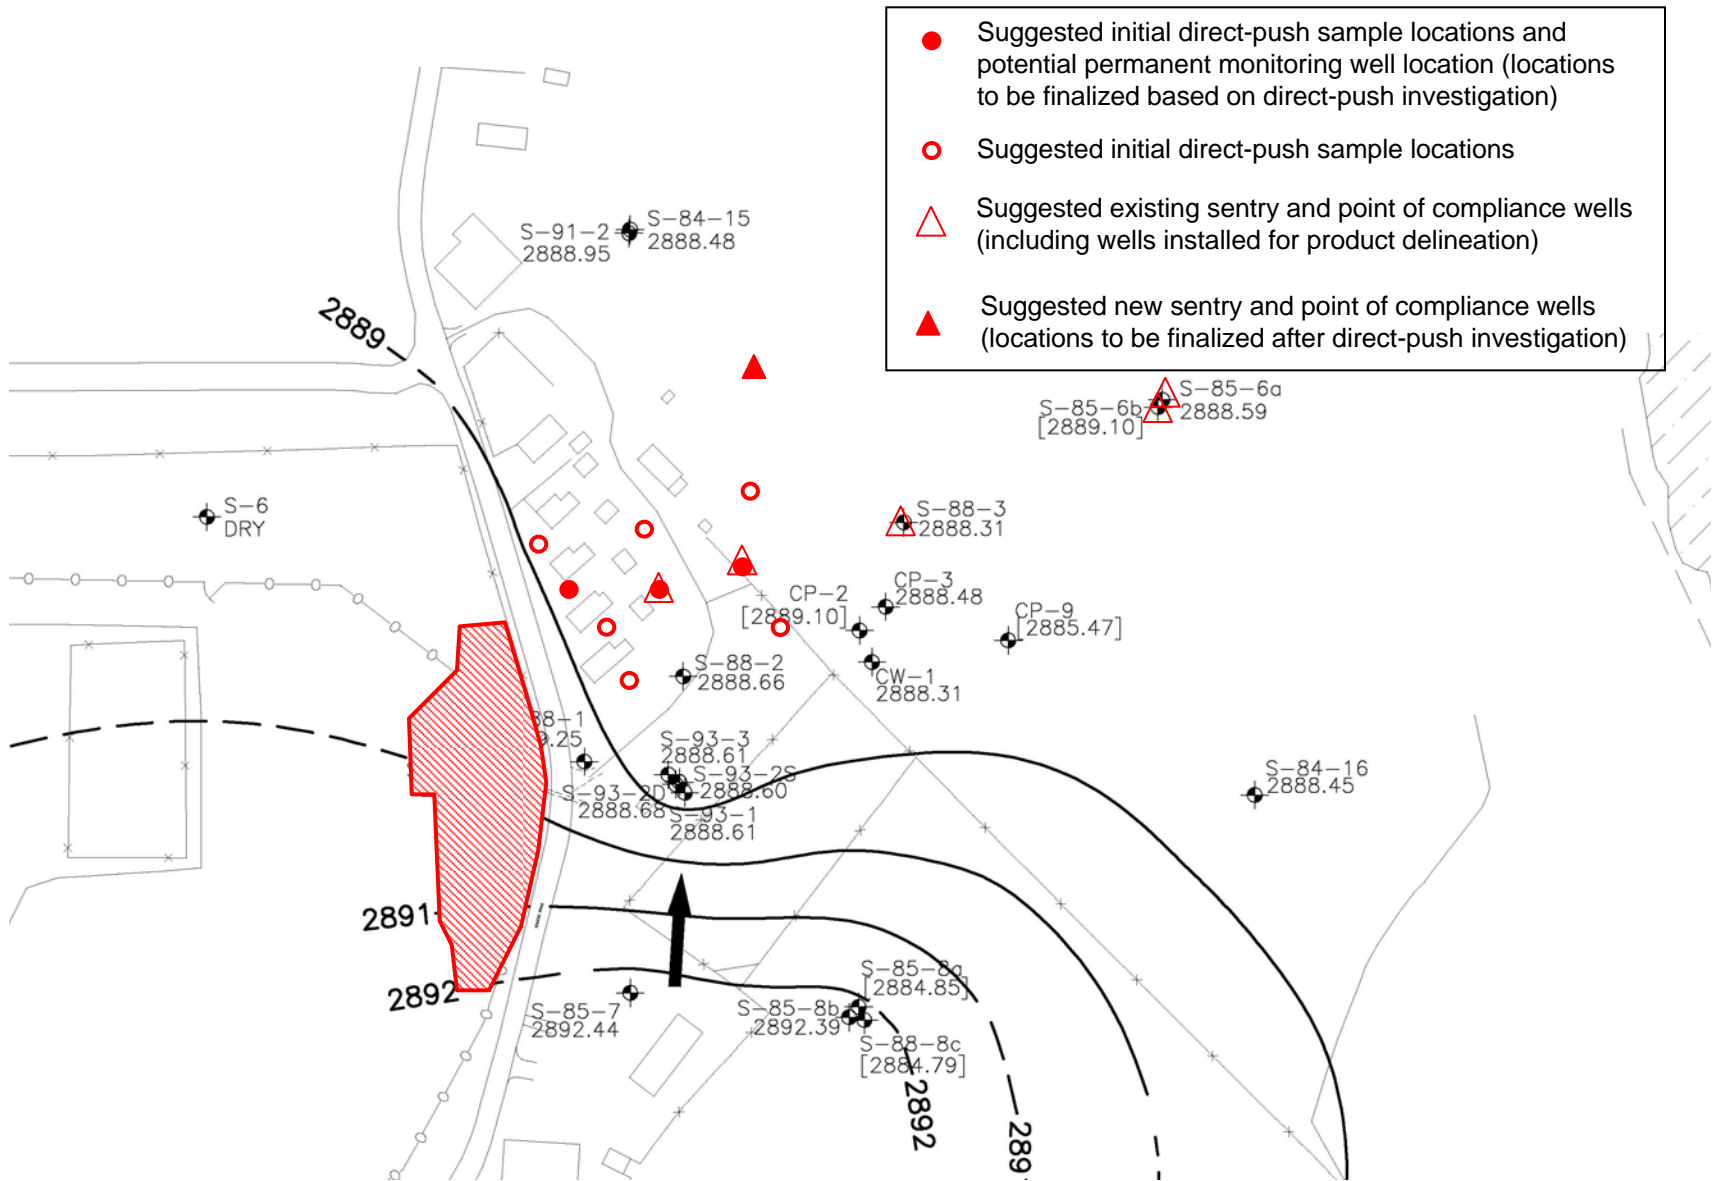 Suggested initial direct-push sample locations and
potential permanent monitoring well location (locations
to be finalized based on direct-push investigation)
Suggested initial direct-push sample locations
Suggested existing sentry and point of compliance wells
(including wells installed for product delineation)
Suggested new sentry and point of compliance wells
(locations to be finalized after direct-push investigation)
S-91-2
2888.95
S-84-15
2888.48
2889
S-85-6a
2888.59
S-85-6b
[2889.10]
S-6
DRY
S-88-3
2888.31
CP-3
2888.48
CP-2
[2889.10]
CP-9
[2885.47]
CW-1
2888.31
S-88-2
2888.66
88-1
9.25
S-93-3
2888.61
S-93-2S
2888.60
S-93-2D
2888.68
S-93-1
2888.61
S-84-16
2888.45
2891
2892
S-85-7
2892.44
S-85-8a
[2884.85]
S-85-8b
2892.39
S-88-8c
[2884.79]
2892
289